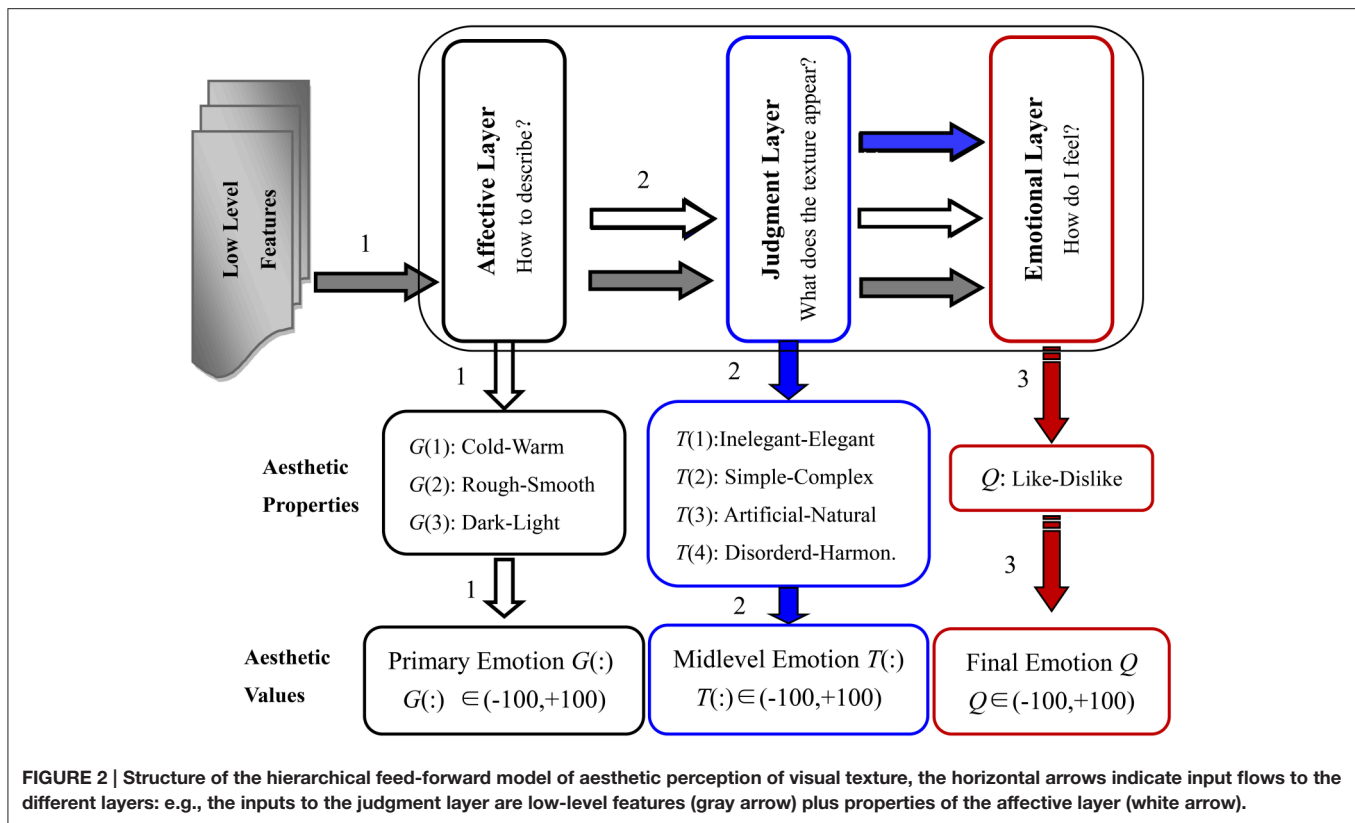 Low Level
Features
1
Affective Layer
How to describe?
2
Judgment Layer
What does the texture appear?
Emotional Layer
How do I feel?
1
2
3
Aesthetic
Properties
G(1): Cold-Warm
G(2): Rough-Smooth
G(3): Dark-Light
T(1):Inelegant-Elegant
T(2): Simple-Complex
T(3): Artificial-Natural
T(4): Disorderd-Harmon.
Q: Like-Dislike
1
2
3
Aesthetic
Values
Primary Emotion G(:)
G(:) ∈(-100,+100)
Midlevel Emotion T(:)
T(:)∈(-100,+100)
Final Emotion Q
Q∈(-100,+100)
FIGURE 2 | Structure of the hierarchical feed-forward model of aesthetic perception of visual texture, the horizontal arrows indicate input flows to the
different layers: e.g., the inputs to the judgment layer are low-level features (gray arrow) plus properties of the affective layer (white arrow).